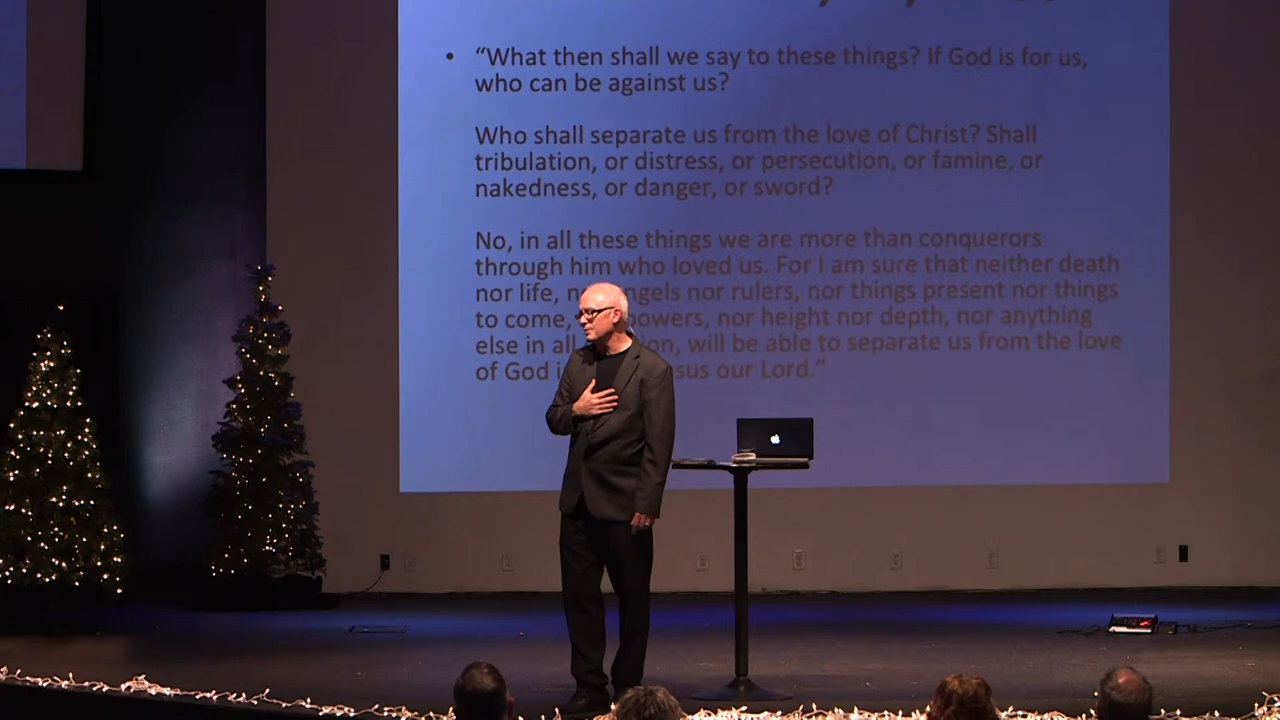 • “What then shall we say to these things? If God is for us,
who can be against us?
Who shall separate us from the love of Christ? Shall
tribulation, or distress, or persecution, or famine, or
nakedness, or danger, or sword?
No, in all these things we are more than conquerors
through him who loved us. For I am sure that neither death
nor life, angels nor rulers, nor things present nor things
to come, powers, nor height nor depth, nor anything
else in all will be able to separate us from the love
of God our Lord.”